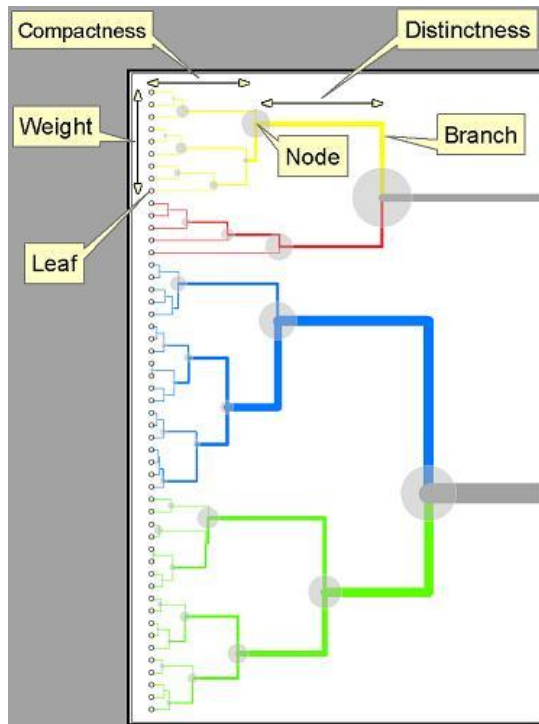 Compactness
Distinctness
Weight
Node
Branch
Leaf